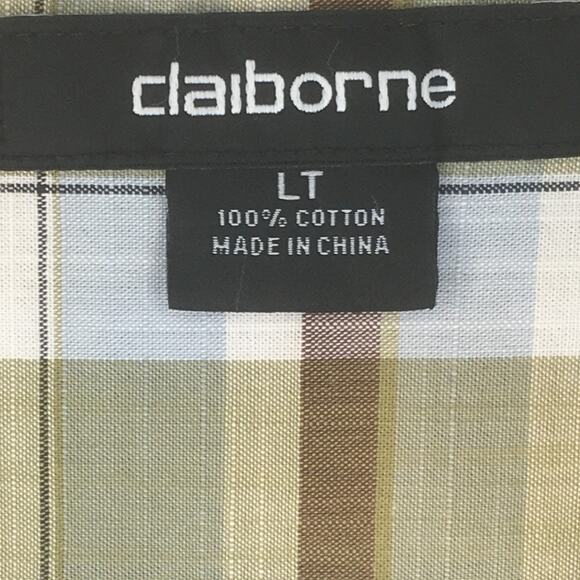 claiborne
LT
100% COTTON
MADE IN CHINA